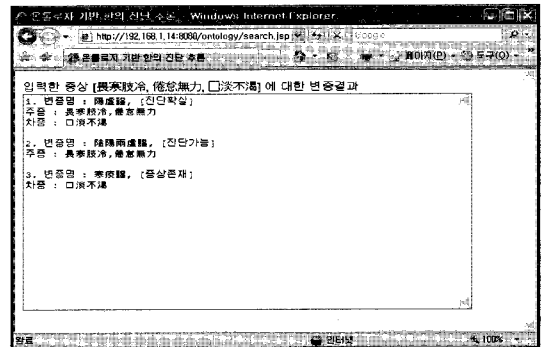 온톨로지 기반 한의 진단 추론 - Windows Internet Explorer
http://192.168.1.14:8080/ontology/search.jsp
Google
온톨로지 기반 한의 진단 추론
페이지(P)
도구(O)
입력한 증상 [畏寒肢冷, 倦怠無力, 口淡不渴] 에 대한 변증결과
1. 변증명 : 陽虛證, [진단확실]
주증 : 畏寒肢冷,倦怠無力
차증 : 口淡不渴
2. 변증명 : 陰陽兩虛證, [진단가능]
주증 : 畏寒肢冷,倦怠無力
3. 변증명 : 寒痰證, [증상존재]
차증 : 口淡不渴
완료
인터넷
100%